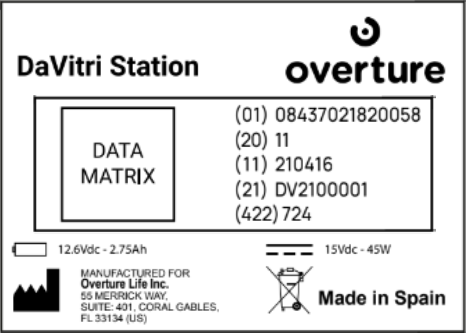 DaVitri Station
overture
DATA
MATRIX
(01) 08437021820058
(20) 11
(11) 210416
(21) DV2100001
(422) 724
12.6Vdc - 2.75Ah
15Vdc - 45W
MANUFACTURED FOR
Overture Life Inc.
55 MERRICK WAY,
SUITE: 401, CORAL GABLES,
FL 33134 (US)
Made in Spain